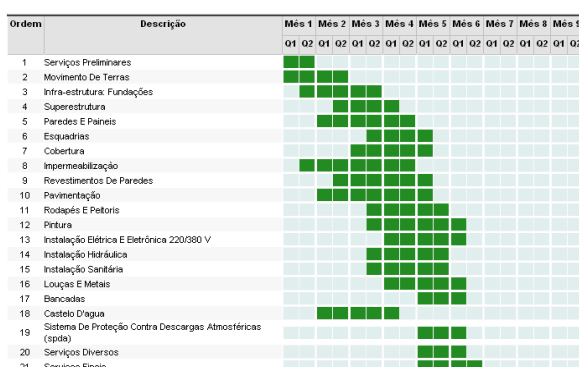 Ordem Descrição Mês 1 Mês 2 Mês 3 Mês 4 Mês 5 Mês 6 Mês 7 Mês 8 Mês 9
Q1 Q2 Q1 Q2 Q1 Q2 Q1 Q2 Q1 Q2 Q1 Q2 Q1 Q2 Q1 Q2 Q1 Q2
1 Serviços Preliminares
2 Movimento De Terras
3 Infra-estrutura: Fundações
4 Superestrutura
5 Paredes E Paineis
6 Esquadrias
7 Cobertura
8 Impermeabilização
9 Revestimentos De Paredes
10 Pavimentação
11 Rodapés E Peitoris
12 Pintura
13 Instalação Elétrica E Eletrônica 220/380 V
14 Instalação Hidráulica
15 Instalação Sanitária
16 Louças E Metais
17 Bancadas
18 Castelo D'agua
19 Sistema De Proteção Contra Descargas Atmosféricas
(spda)
20 Serviços Diversos
21 Serviços Finais